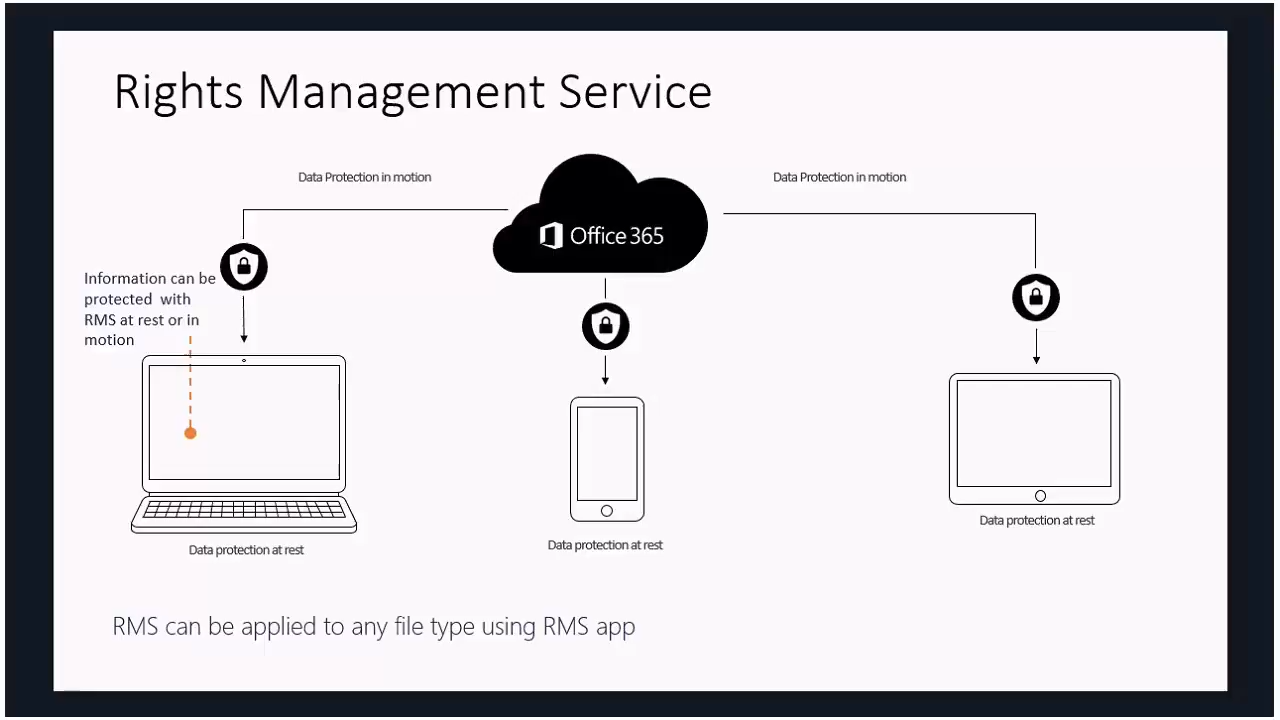 Rights Management Service
Data Protection in motion
Data Protection in motion
Office 365
Information can be
protected with
RMS at rest or in
motion
Data protection at rest
Data protection at rest
Data protection at rest
RMS can be applied to any file type using RMS app